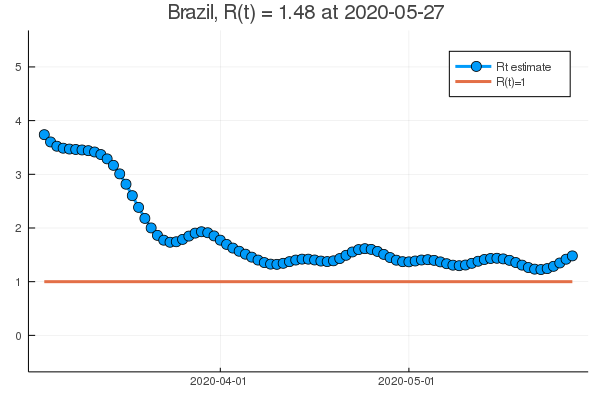 Brazil, R(t) = 1.48 at 2020-05-27
Rt estimate
R(t)=1
5
4
3
2
1
0
2020-04-01
2020-05-01